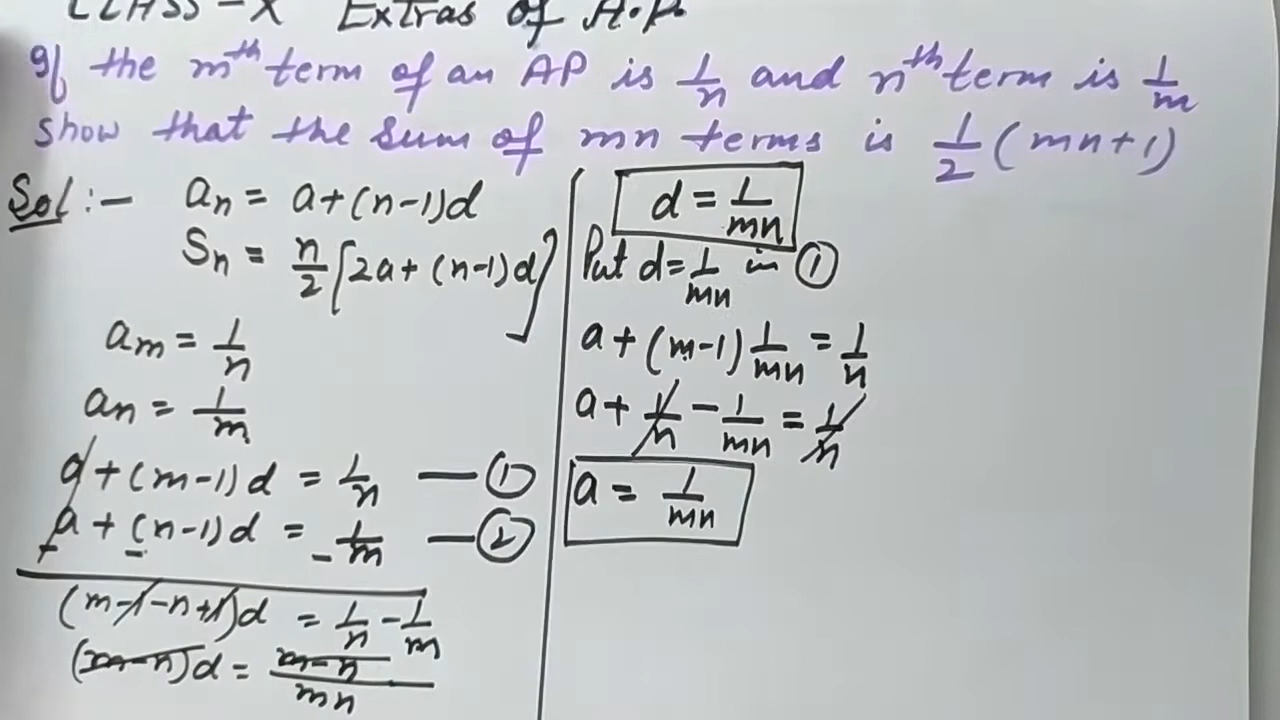 CLASS - X Extras of A.P.
If the mth term of an AP is 1/n and nth term is 1/m
show that the sum of mn terms is 1/2 (mn+1)
Sol :- an = a+(n-1)d
Sn = n/2 [2a+(n-1)d]
am = 1/n
an = 1/m
a+(m-1)d = 1/n — ①
a+(n-1)d = 1/m — ②
+ - -
(m-1-n+1)d = 1/n - 1/m
(m-n)d = m-n/mn
d = 1/mn
Put d=1/mn in ①
a+(m-1) 1/mn = 1/n
a+ 1/n - 1/mn = 1/n
a = 1/mn